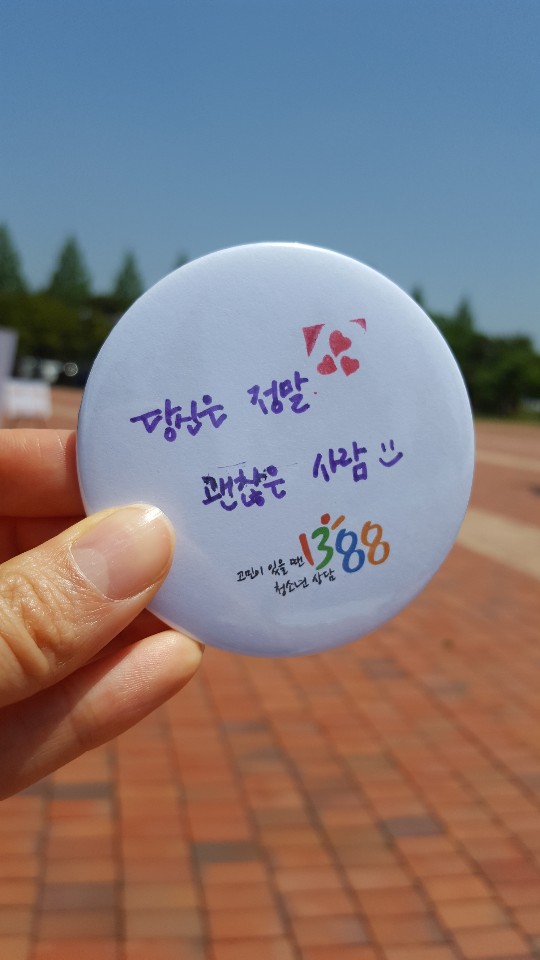 당신은 정말
괜찮은 사람 :)
고민이 있을 땐
청소년 상담 1388